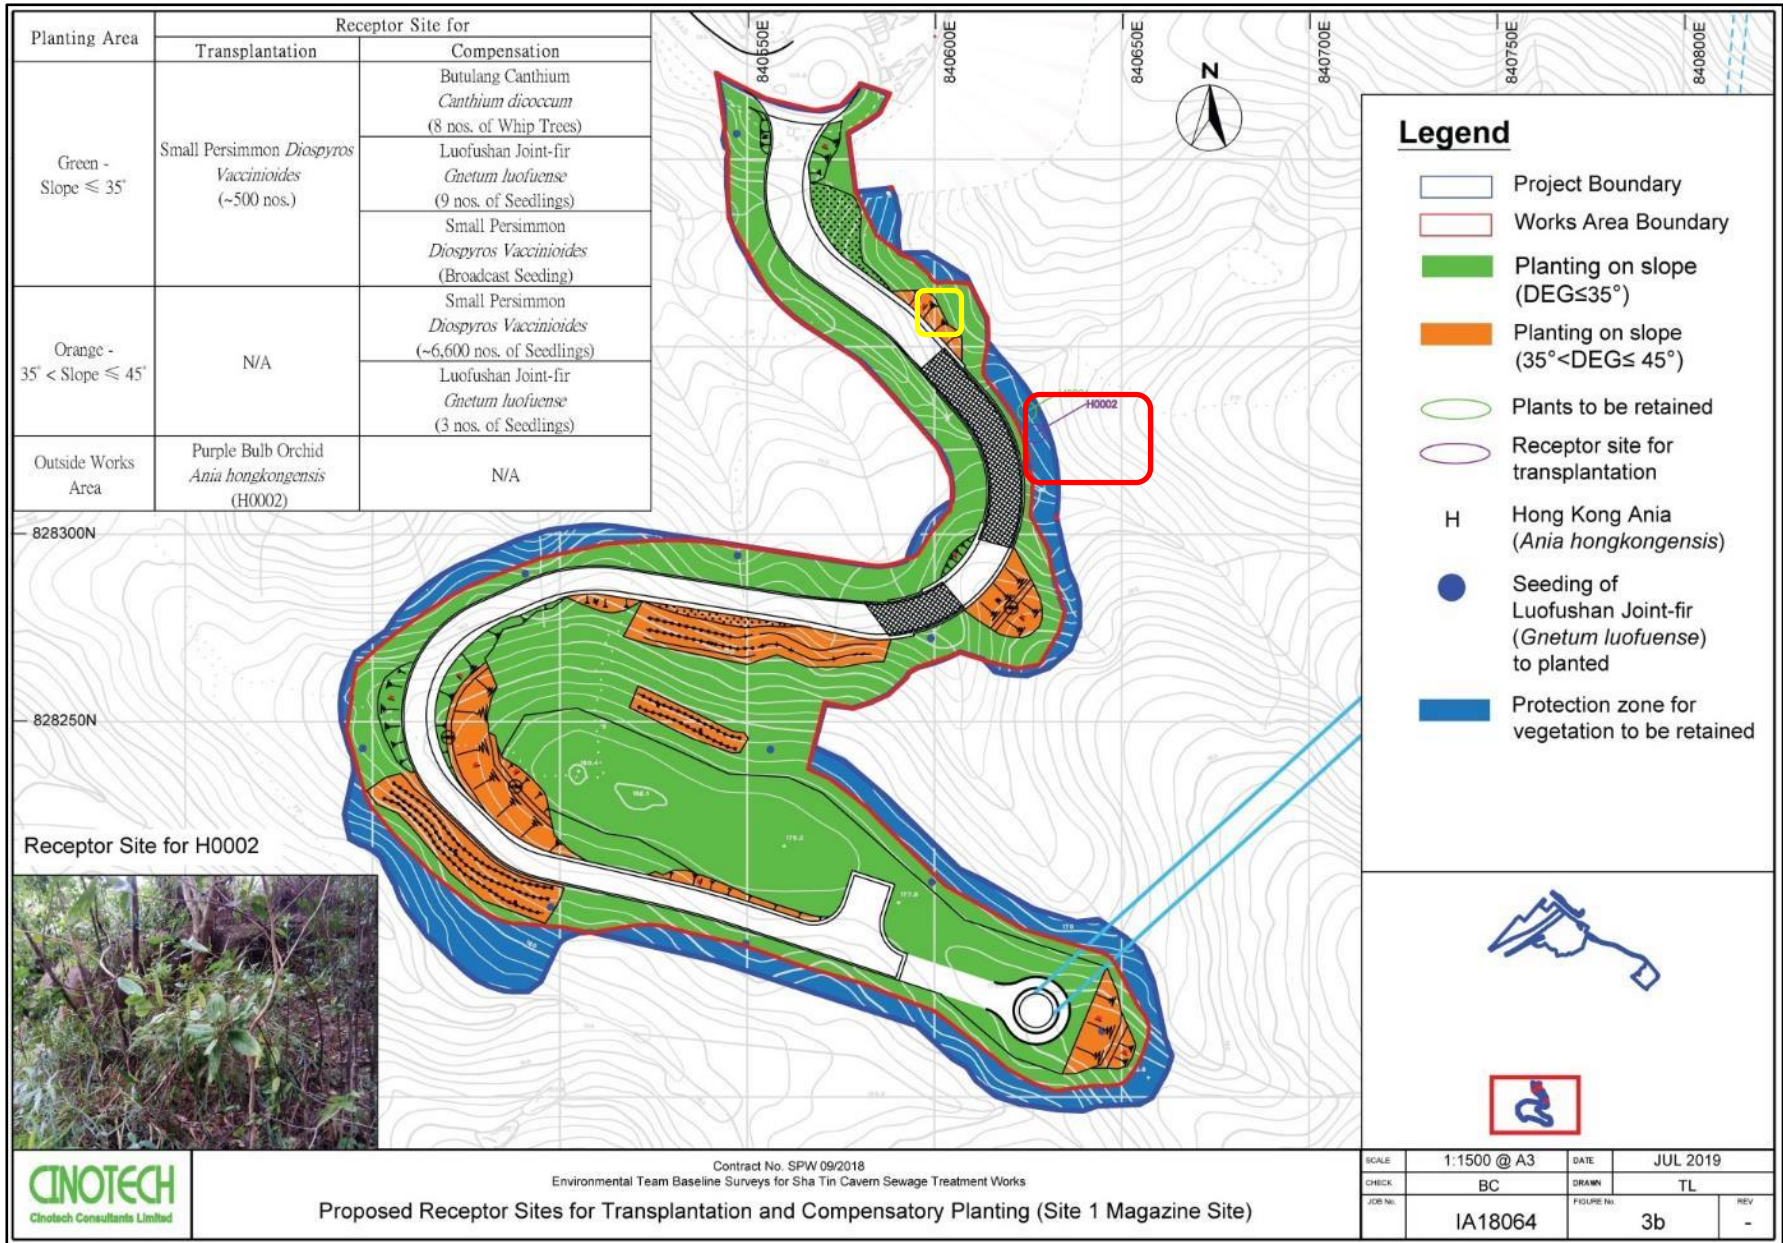 Planting Area
Receptor Site for
Transplantation
Compensation
Green -
Slope ≤ 35°
Small Persimmon Diospyros
Vaccinioides
(~500 nos.)
Butulang Canthium
Canthium dicoccum
(8 nos. of Whip Trees)
Luofushan Joint-fir
Gnetum luofuense
(9 nos. of Seedlings)
Small Persimmon
Diospyros Vaccinioides
(Broadcast Seeding)
Orange -
35° < Slope ≤ 45°
N/A
Small Persimmon
Diospyros Vaccinioides
(~6,600 nos. of Seedlings)
Luofushan Joint-fir
Gnetum luofuense
(3 nos. of Seedlings)
Outside Works
Area
Purple Bulb Orchid
Ania hongkongensis
(H0002)
N/A
840550E
840600E
840650E
840700E
840750E
840800E
N
H0002
828300N
828250N
Legend
Project Boundary
Works Area Boundary
Planting on slope
(DEG≤35°)
Planting on slope
(35°<DEG≤ 45°)
Plants to be retained
Receptor site for
transplantation
H
Hong Kong Ania
(Ania hongkongensis)
Seeding of
Luofushan Joint-fir
(Gnetum luofuense)
to planted
Protection zone for
vegetation to be retained
Receptor Site for H0002
CINOTECH
Cinotech Consultants Limited
Contract No. SPW 09/2018
Environmental Team Baseline Surveys for Sha Tin Cavern Sewage Treatment Works
Proposed Receptor Sites for Transplantation and Compensatory Planting (Site 1 Magazine Site)
SCALE
1:1500 @ A3
DATE
JUL 2019
CHECK
BC
DRAWN
TL
JOB No.
IA18064
FIGURE No.
3b
REV
-